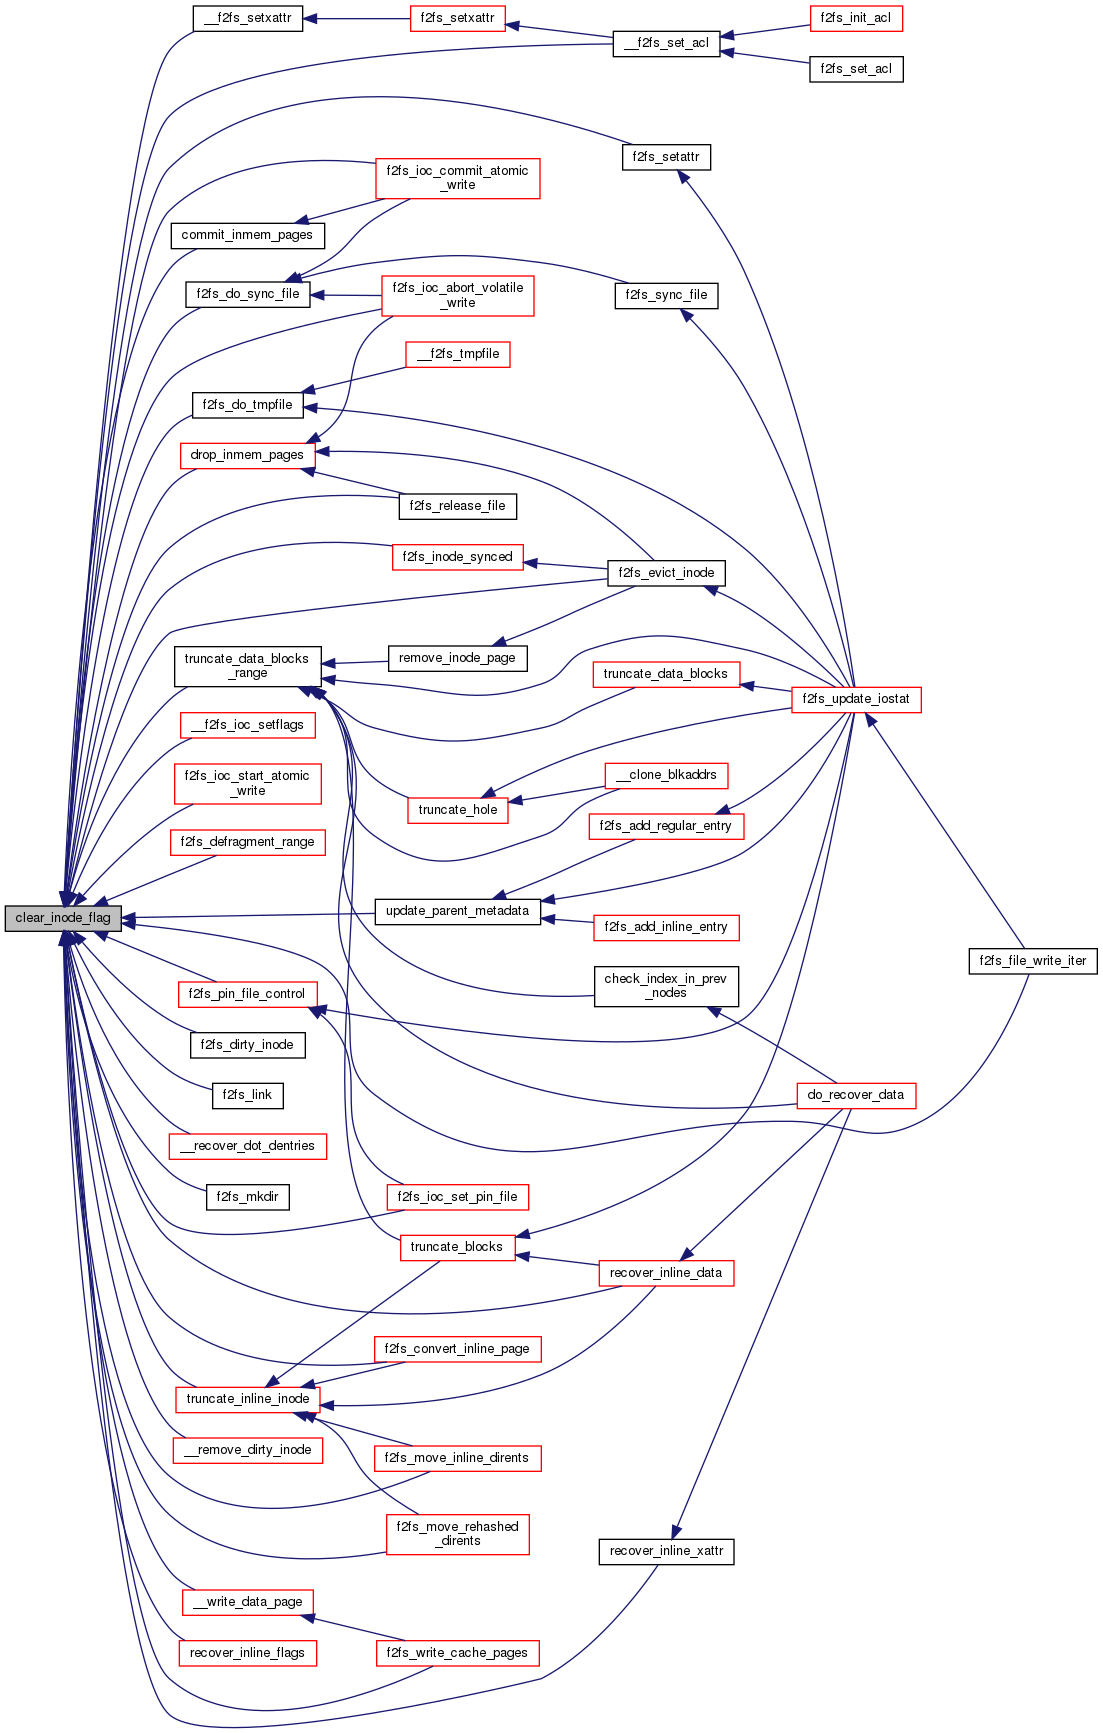 __f2fs_setxattr
f2fs_setxattr
f2fs_init_acl
__f2fs_set_acl
f2fs_set_acl
f2fs_setattr
f2fs_ioc_commit_atomic
_write
commit_inmem_pages
f2fs_do_sync_file
f2fs_ioc_abort_volatile
_write
f2fs_sync_file
__f2fs_tmpfile
f2fs_do_tmpfile
drop_inmem_pages
f2fs_release_file
f2fs_inode_synced
f2fs_evict_inode
truncate_data_blocks
_range
remove_inode_page
truncate_data_blocks
f2fs_update_iostat
__f2fs_ioc_setflags
f2fs_ioc_start_atomic
_write
__clone_blkaddrs
truncate_hole
f2fs_add_regular_entry
f2fs_defragment_range
clear_inode_flag
update_parent_metadata
f2fs_add_inline_entry
f2fs_file_write_iter
check_index_in_prev
_nodes
f2fs_pin_file_control
f2fs_dirty_inode
f2fs_link
do_recover_data
__recover_dot_dentries
f2fs_mkdir
f2fs_ioc_set_pin_file
truncate_blocks
recover_inline_data
f2fs_convert_inline_page
truncate_inline_inode
__remove_dirty_inode
f2fs_move_inline_dirents
f2fs_move_rehashed
_dirents
recover_inline_xattr
__write_data_page
recover_inline_flags
f2fs_write_cache_pages